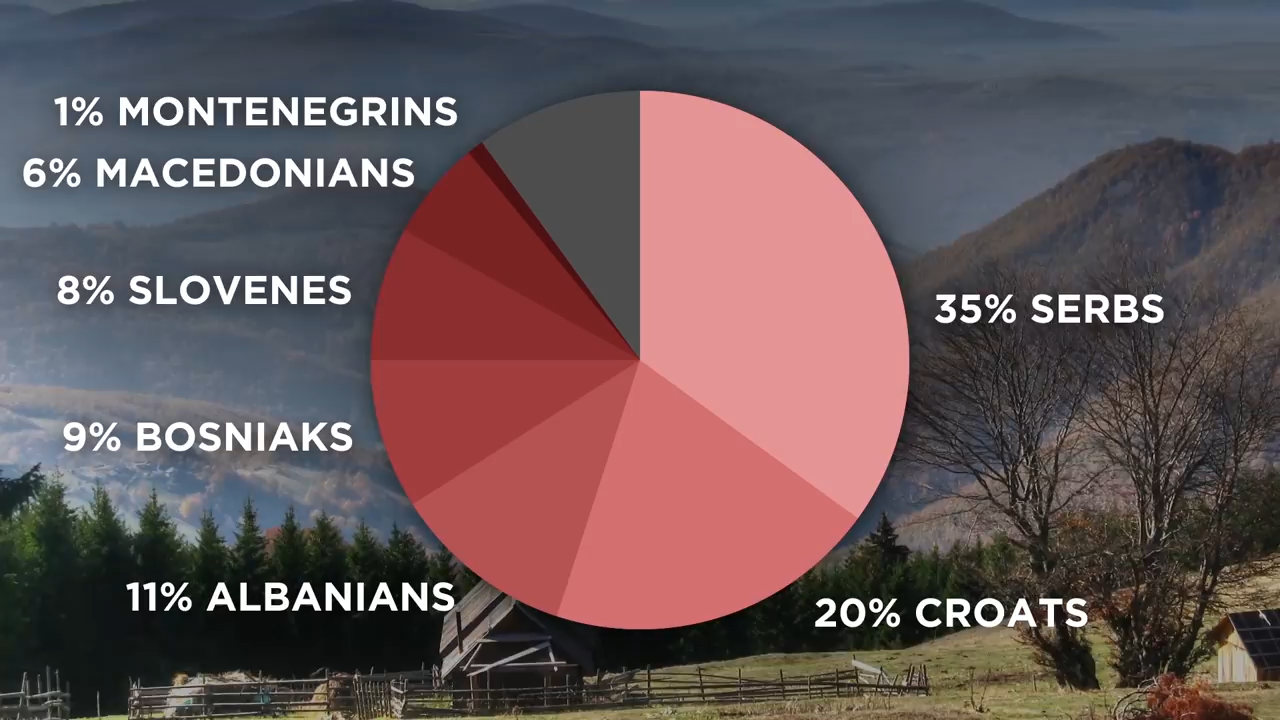 1% MONTENEGRINS
6% MACEDONIANS
8% SLOVENES
35% SERBS
9% BOSNIAKS
11% ALBANIANS
20% CROATS